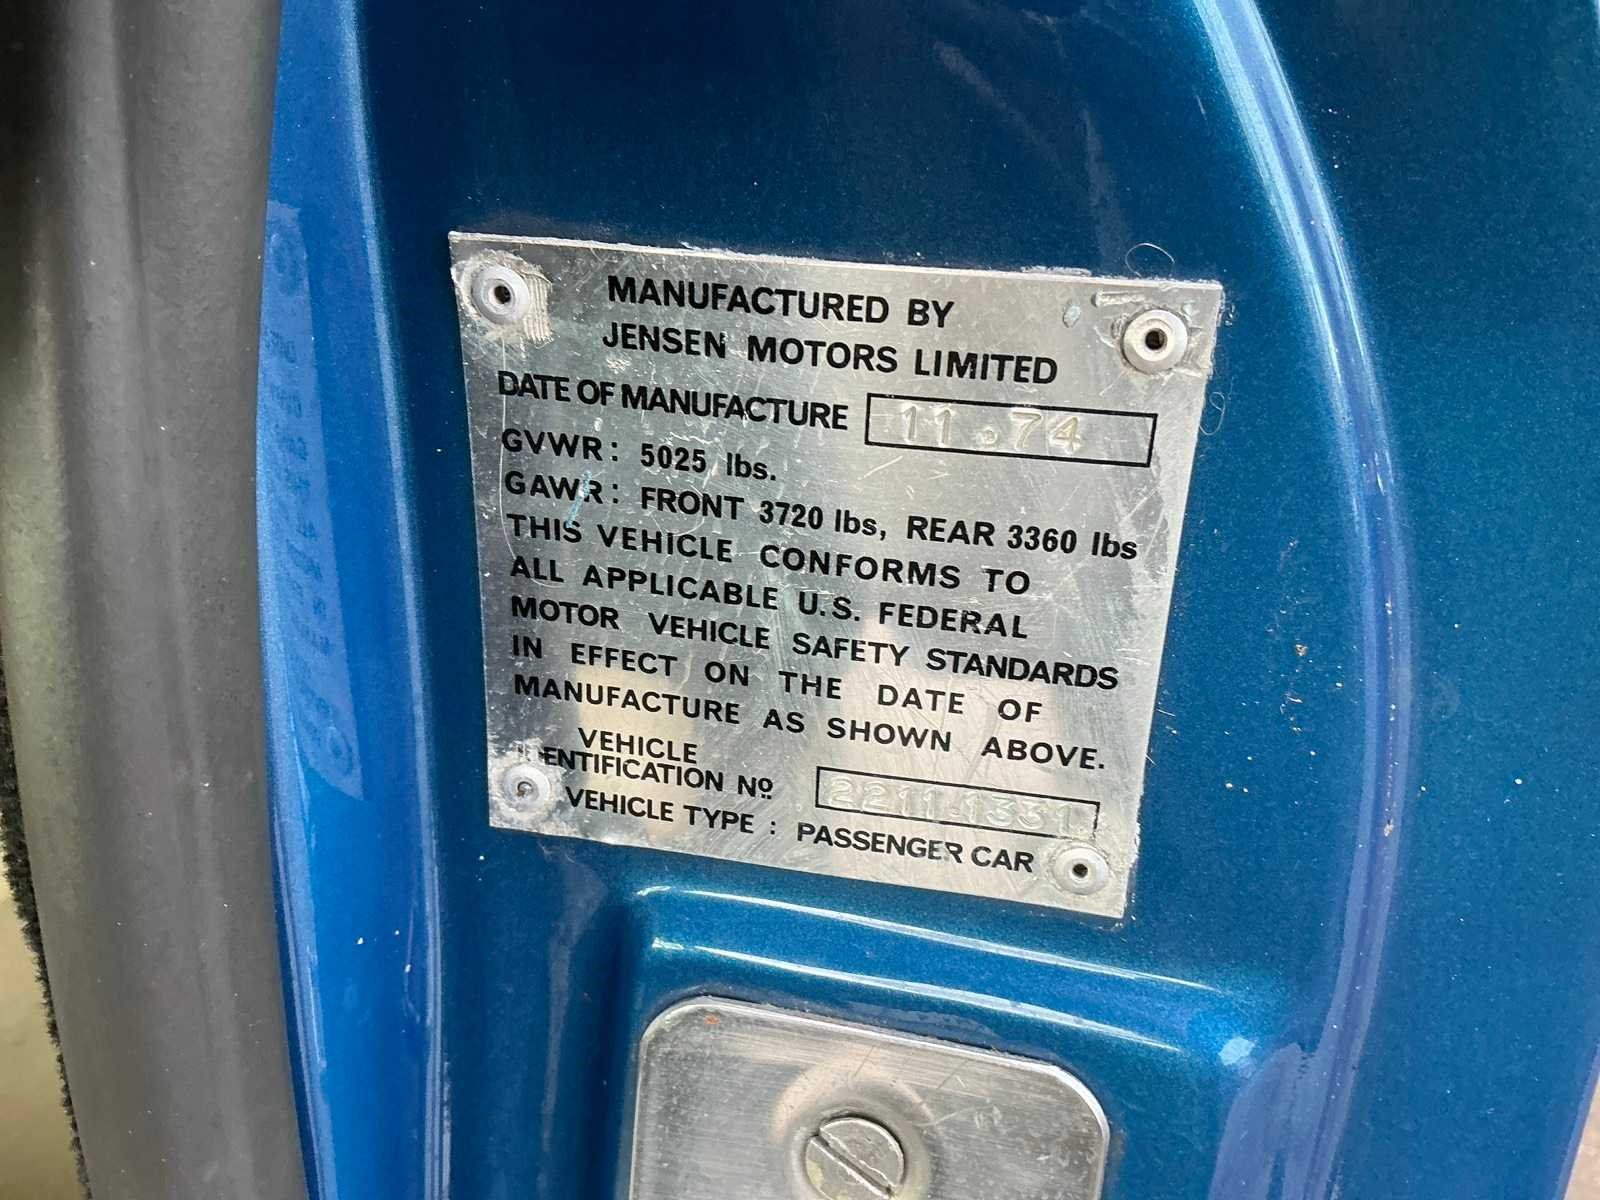 MANUFACTURED BY
JENSEN MOTORS LIMITED
DATE OF MANUFACTURE 11.74
GVWR: 5025 lbs.
GAWR: FRONT 3720 lbs, REAR 3360 lbs
THIS VEHICLE CONFORMS TO
ALL APPLICABLE U.S. FEDERAL
MOTOR VEHICLE SAFETY STANDARDS
IN EFFECT ON THE DATE OF
MANUFACTURE AS SHOWN ABOVE.
VEHICLE
IDENTIFICATION Nº 2211.1331.
VEHICLE TYPE : PASSENGER CAR